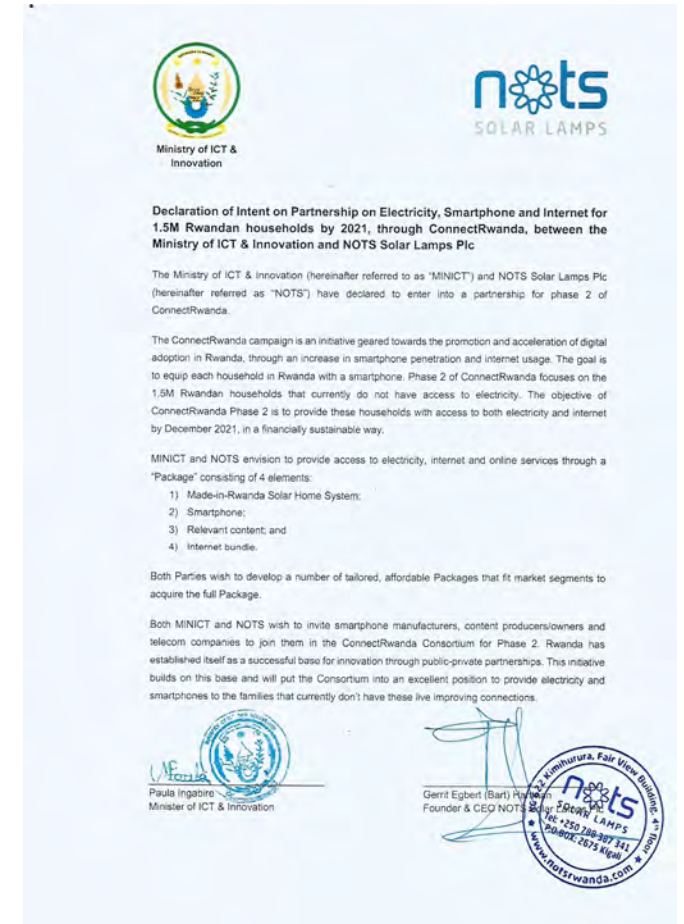 Ministry of ICT &
Innovation
nots
SOLAR LAMPS
Declaration of Intent on Partnership on Electricity, Smartphone and Internet for
1.5M Rwandan households by 2021, through ConnectRwanda, between the
Ministry of ICT & Innovation and NOTS Solar Lamps Plc
The Ministry of ICT & Innovation (hereinafter referred to as "MINICT") and NOTS Solar Lamps Plc
(hereinafter referred as "NOTS") have declared to enter into a partnership for phase 2 of
ConnectRwanda.
The ConnectRwanda campaign is an initiative geared towards the promotion and acceleration of digital
adoption in Rwanda, through an increase in smartphone penetration and internet usage. The goal is
to equip each household in Rwanda with a smartphone. Phase 2 of ConnectRwanda focuses on the
1.5M Rwandan households that currently do not have access to electricity. The objective of
ConnectRwanda Phase 2 is to provide these households with access to both electricity and internet
by December 2021, in a financially sustainable way.
MINICT and NOTS envision to provide access to electricity, internet and online services through a
"Package" consisting of 4 elements:
1) Made-in-Rwanda Solar Home System;
2) Smartphone;
3) Relevant content; and
4) Internet bundle.
Both Parties wish to develop a number of tailored, affordable Packages that fit market segments to
acquire the full Package.
Both MINICT and NOTS wish to invite smartphone manufacturers, content producers/owners and
telecom companies to join them in the ConnectRwanda Consortium for Phase 2. Rwanda has
established itself as a successful base for innovation through public-private partnerships. This initiative
builds on this base and will put the Consortium into an excellent position to provide electricity and
smartphones to the families that currently don't have these live improving connections.
Paula Ingabire
Minister of ICT & Innovation
Gerrit Egbert (Bart)
Founder & CEO NOTS Solar
Kimihurura, Fair View Building, 4th floor
nots
SOLAR LAMPS
Tel: +250 788 387 341
P.O.BOX: 2675 Kigali
www.notsrwanda.com